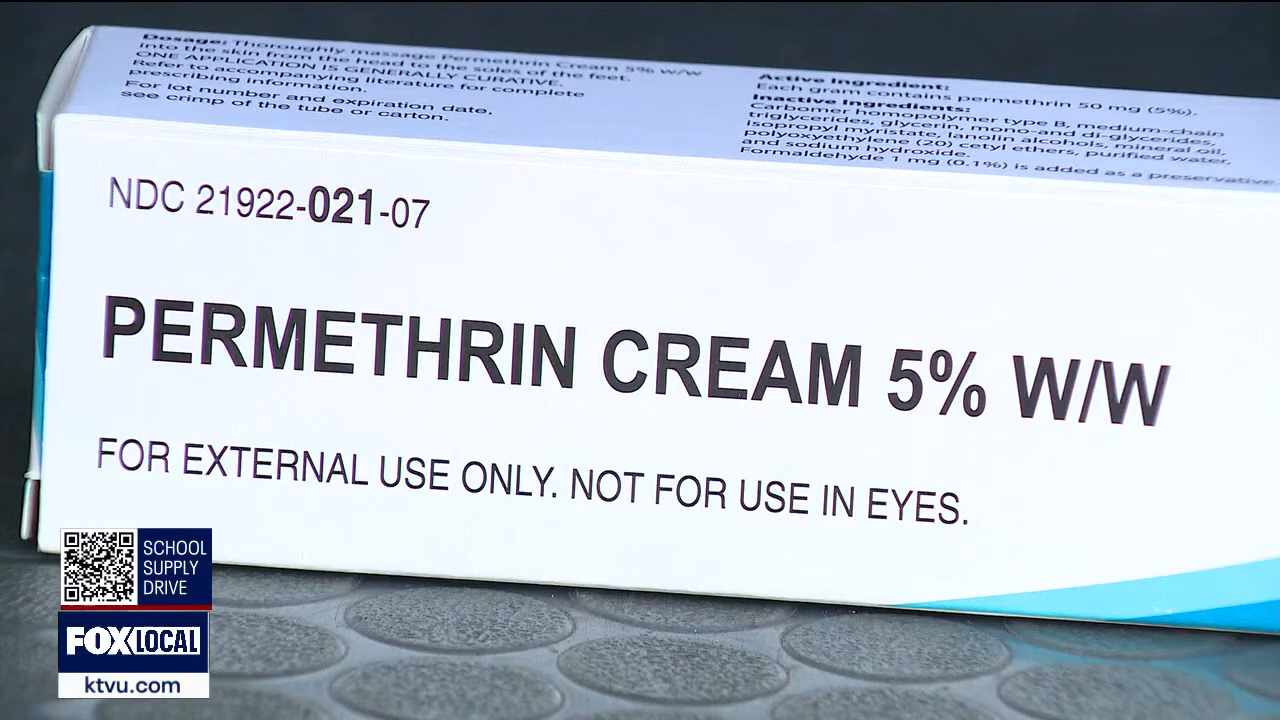 Dosage: Thoroughly massage Permethrin Cream 5% w/w
into the skin from the head to the soles of the feet.
ONE APPLICATION IS GENERALLY CURATIVE.
Refer to accompanying literature for complete
prescribing information.
For lot number and expiration date,
see crimp of the tube or carton.
Active Ingredient:
Each gram contains permethrin 50 mg (5%).
Inactive Ingredients:
Carbomer homopolymer type B, medium-chain
triglycerides, glycerin, mono-and di-glycerides,
isopropyl myristate, lanolin alcohols, mineral oil,
polyoxyethylene (20) cetyl ethers, purified water,
and sodium hydroxide.
Formaldehyde 1 mg (0.1%) is added as a preservative.
NDC 21922-021-07
PERMETHRIN CREAM 5% W/W
FOR EXTERNAL USE ONLY. NOT FOR USE IN EYES.
SCHOOL
SUPPLY
DRIVE
FOX LOCAL
ktvu.com